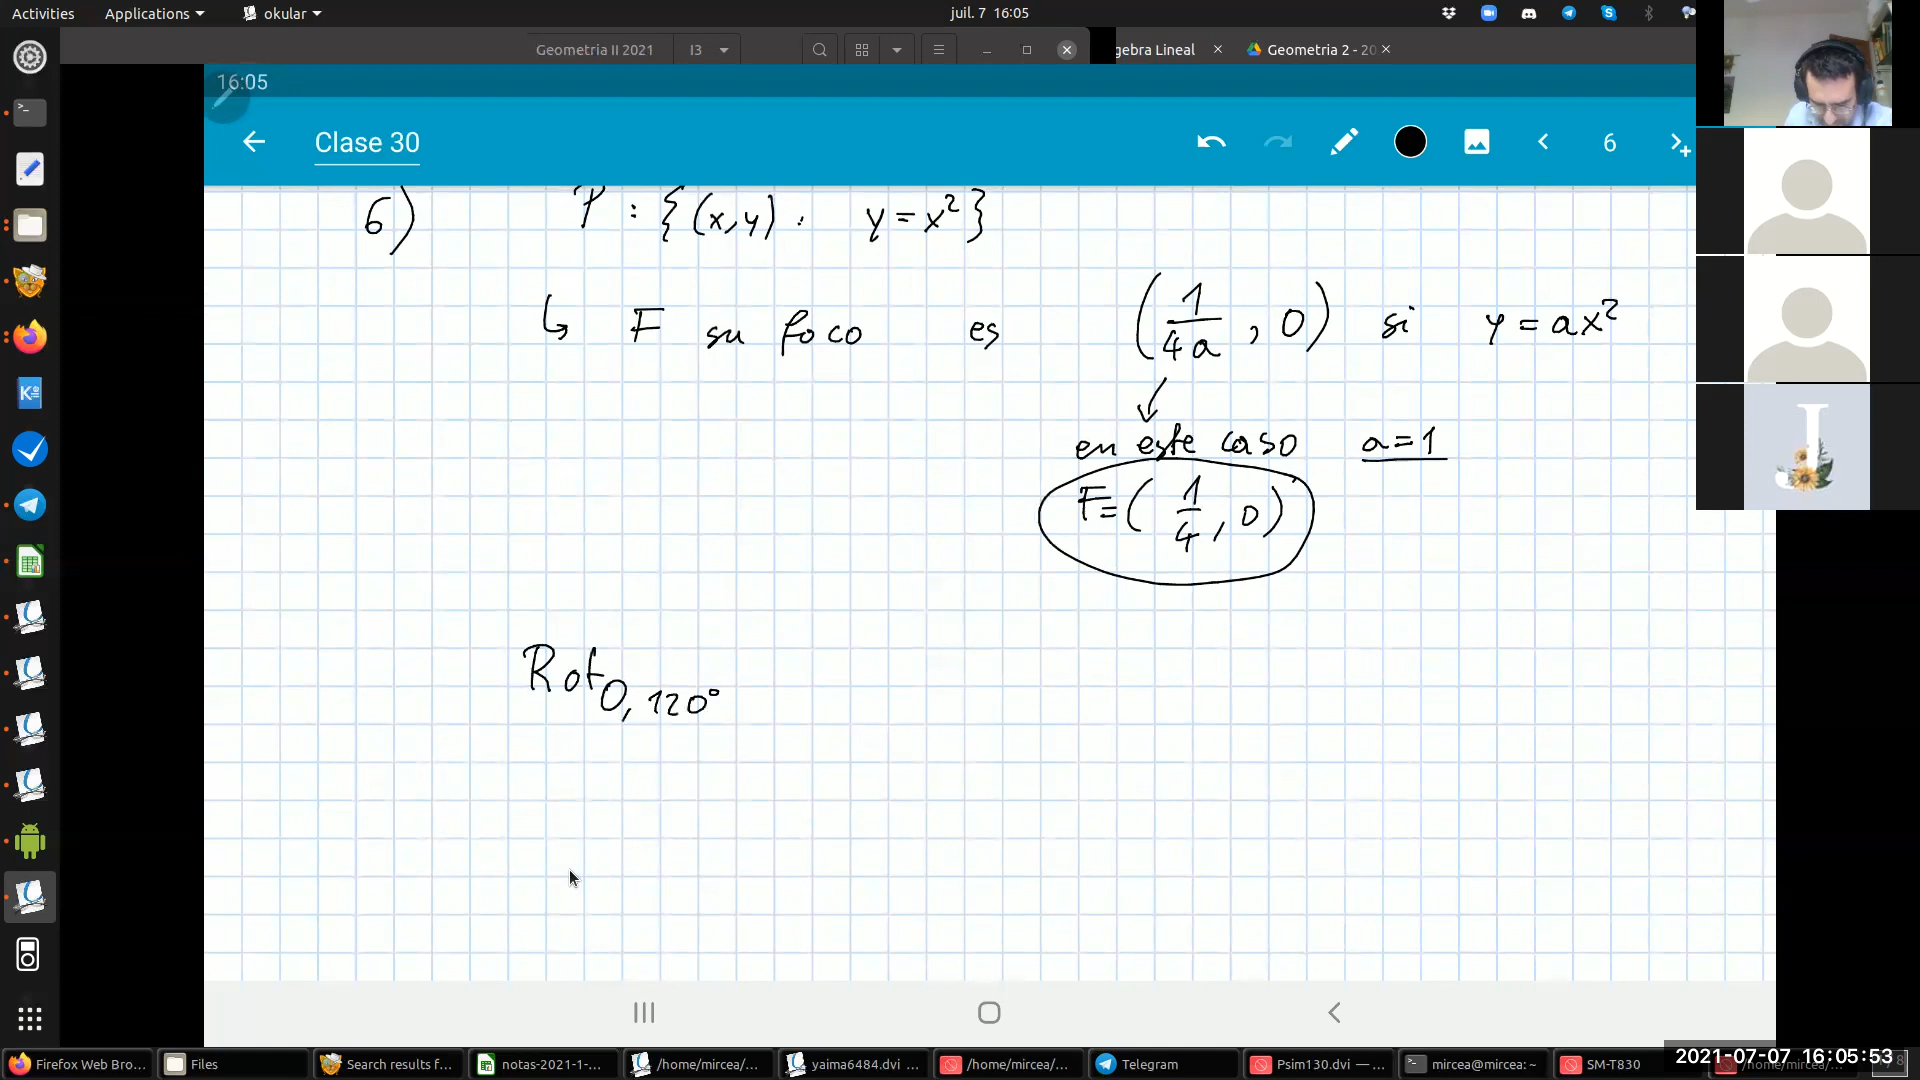 Activities Applications okular juil. 7 16:05
Geometria II 2021 I3 gebra Lineal Geometria 2 - 20
16:05
Clase 30 6
6) P : {(x,y) . y = x²}
↳ F su foco es (1/4a , 0) si y = ax²
↓
en este caso a=1
F=( 1/4 , 0)
Rot O, 120°
Firefox Web Bro... Files Search results f... notas-2021-1-... /home/mircea/... yaima6484.dvi ... /home/mircea/... Telegram Psim130.dvi — ... mircea@mircea: ~ SM-T830
2021-07-07 16:05:53